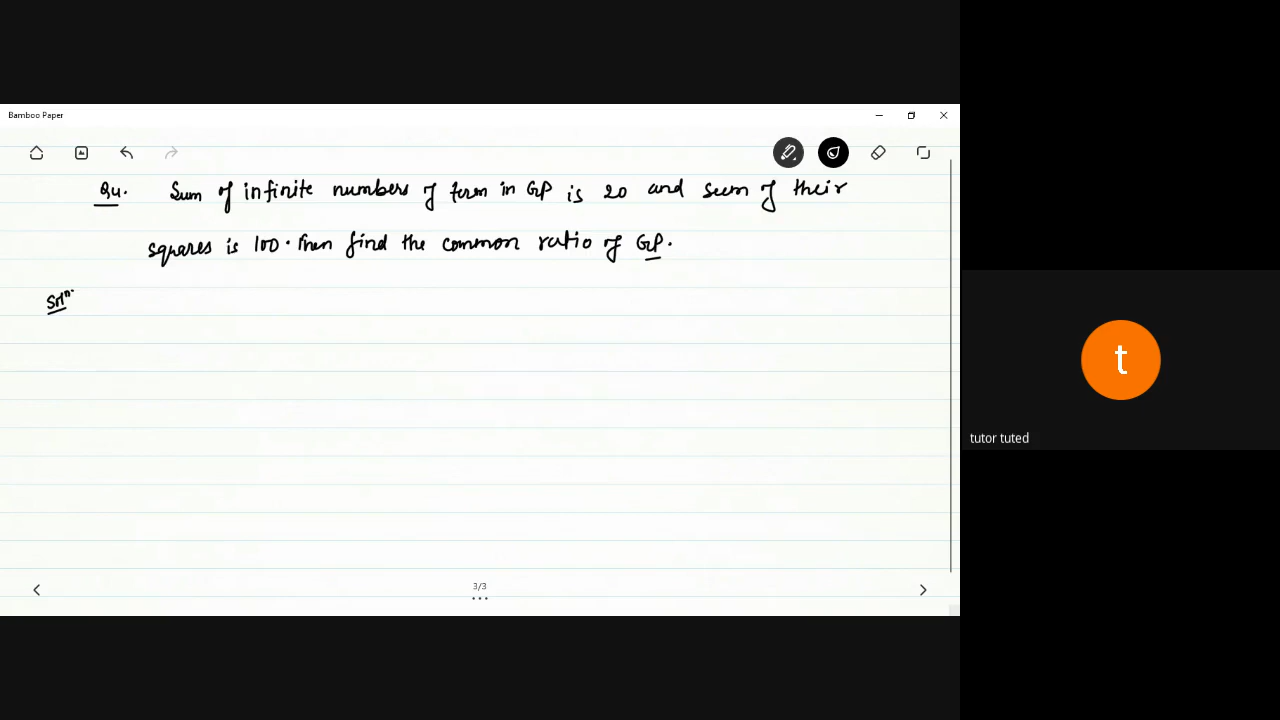 Bamboo Paper
Qu. Sum of infinite numbers of term in GP is 20 and sum of their
squares is 100. Then find the common ratio of GP.
Solⁿ.
t
tutor tuted
3/3